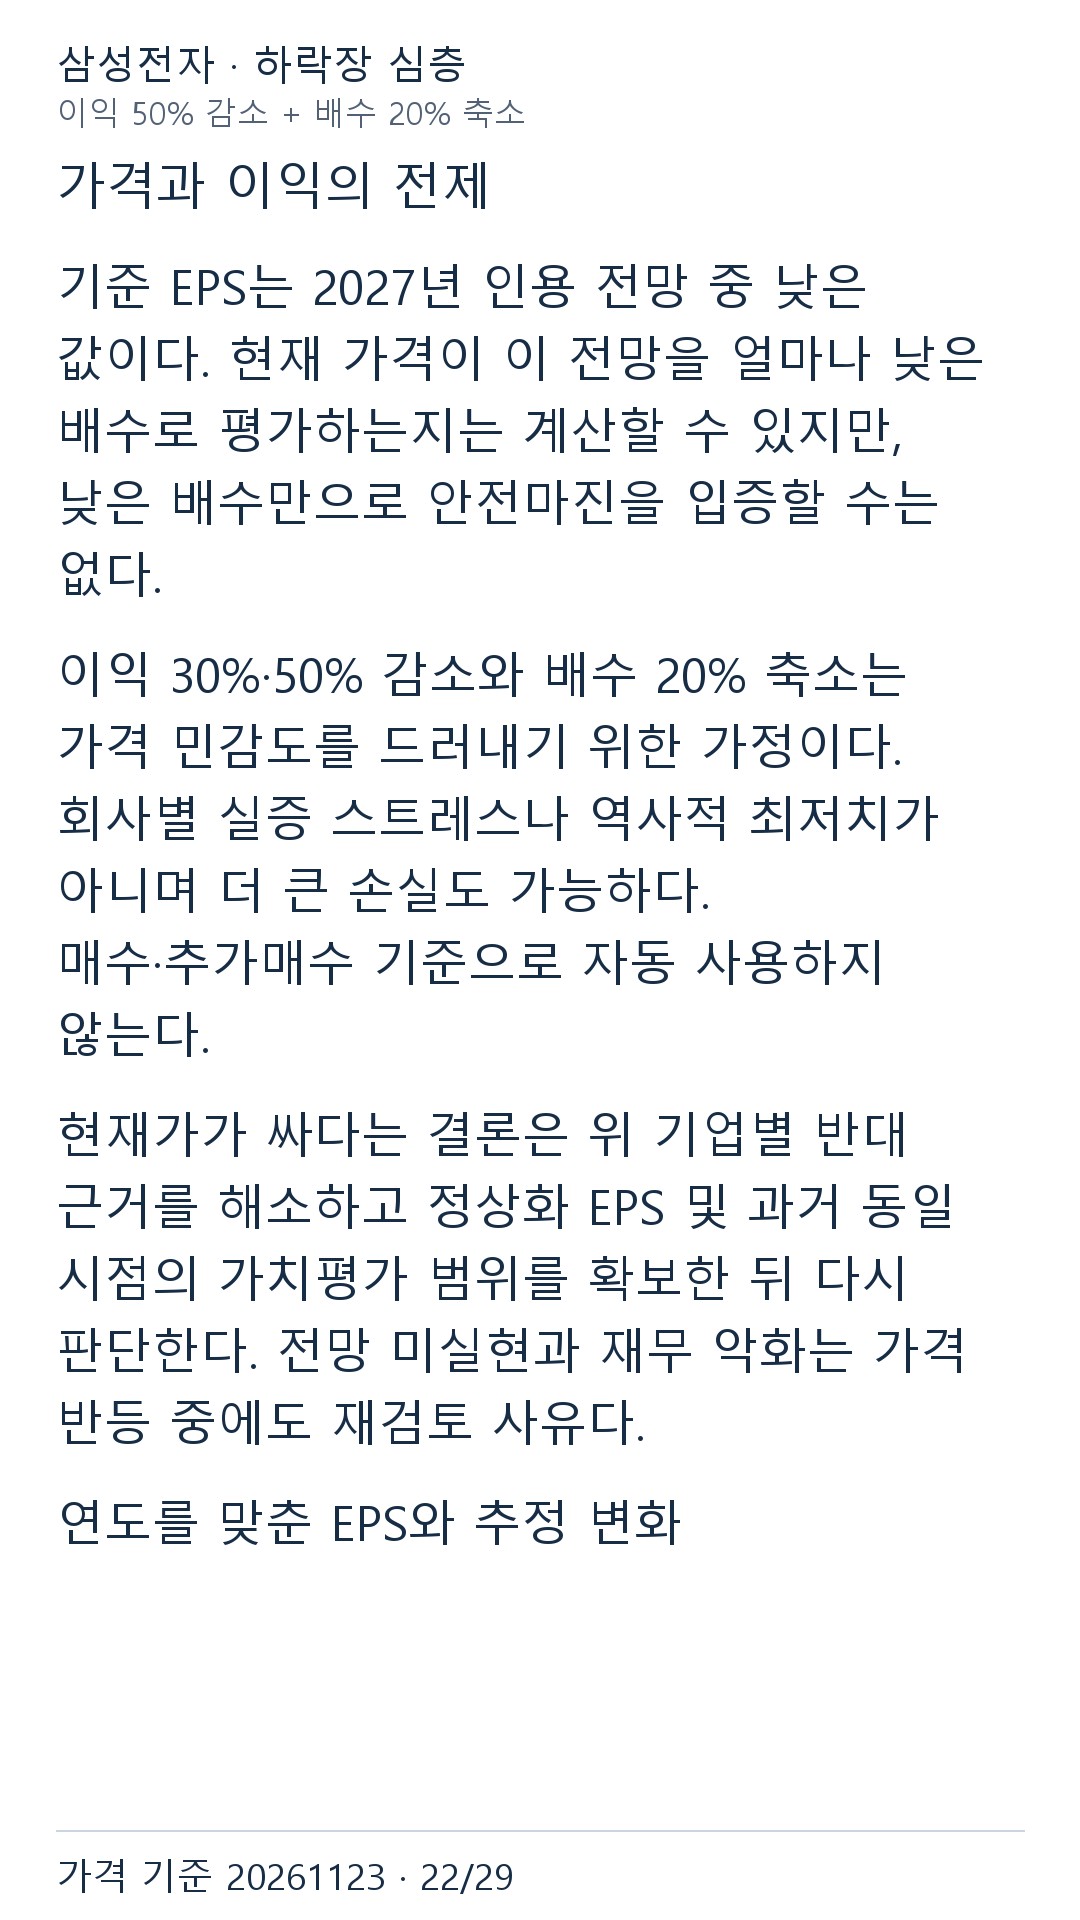 삼성전자 · 하락장 심층
이익 50% 감소 + 배수 20% 축소
가격과 이익의 전제
기준 EPS는 2027년 인용 전망 중 낮은
값이다. 현재 가격이 이 전망을 얼마나 낮은
배수로 평가하는지는 계산할 수 있지만,
낮은 배수만으로 안전마진을 입증할 수는
없다.
이익 30%·50% 감소와 배수 20% 축소는
가격 민감도를 드러내기 위한 가정이다.
회사별 실증 스트레스나 역사적 최저치가
아니며 더 큰 손실도 가능하다.
매수·추가매수 기준으로 자동 사용하지
않는다.
현재가가 싸다는 결론은 위 기업별 반대
근거를 해소하고 정상화 EPS 및 과거 동일
시점의 가치평가 범위를 확보한 뒤 다시
판단한다. 전망 미실현과 재무 악화는 가격
반등 중에도 재검토 사유다.
연도를 맞춘 EPS와 추정 변화
가격 기준 20261123 · 22/29